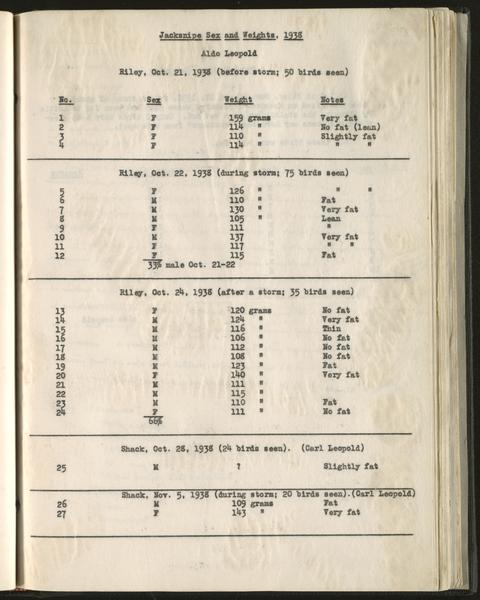 Jacksnipe Sex and Weights, 1938
Aldo Leopold
Riley, Oct. 21, 1938 (before storm; 50 birds seen)
No. Sex Weight Notes
1 F 159 grams Very fat
2 F 114 " No fat (lean)
3 F 110 " Slightly fat
4 F 114 " " "
Riley, Oct. 22, 1938 (during storm; 75 birds seen)
5 F 126 " " "
6 M 110 " Fat
7 M 130 " Very fat
8 M 105 " Lean
9 F 111 "
10 M 137 Very fat
11 F 117 " "
12 F 115 Fat
33% male Oct. 21-22
Riley, Oct. 24, 1938 (after a storm; 35 birds seen)
13 F 120 grams No fat
14 M 124 " Very fat
15 M 116 " Thin
16 M 106 " No fat
17 M 112 " No fat
18 M 108 " No fat
19 M 123 " Fat
20 F 140 " Very fat
21 M 111 "
22 M 115 "
23 M 110 " Fat
24 F 111 " No fat
66%
Shack, Oct. 28, 1938 (24 birds seen). (Carl Leopold)
25 M ? Slightly fat
Shack, Nov. 5, 1938 (during storm; 20 birds seen).(Carl Leopold)
26 M 109 grams Fat
27 F 143 " Very fat